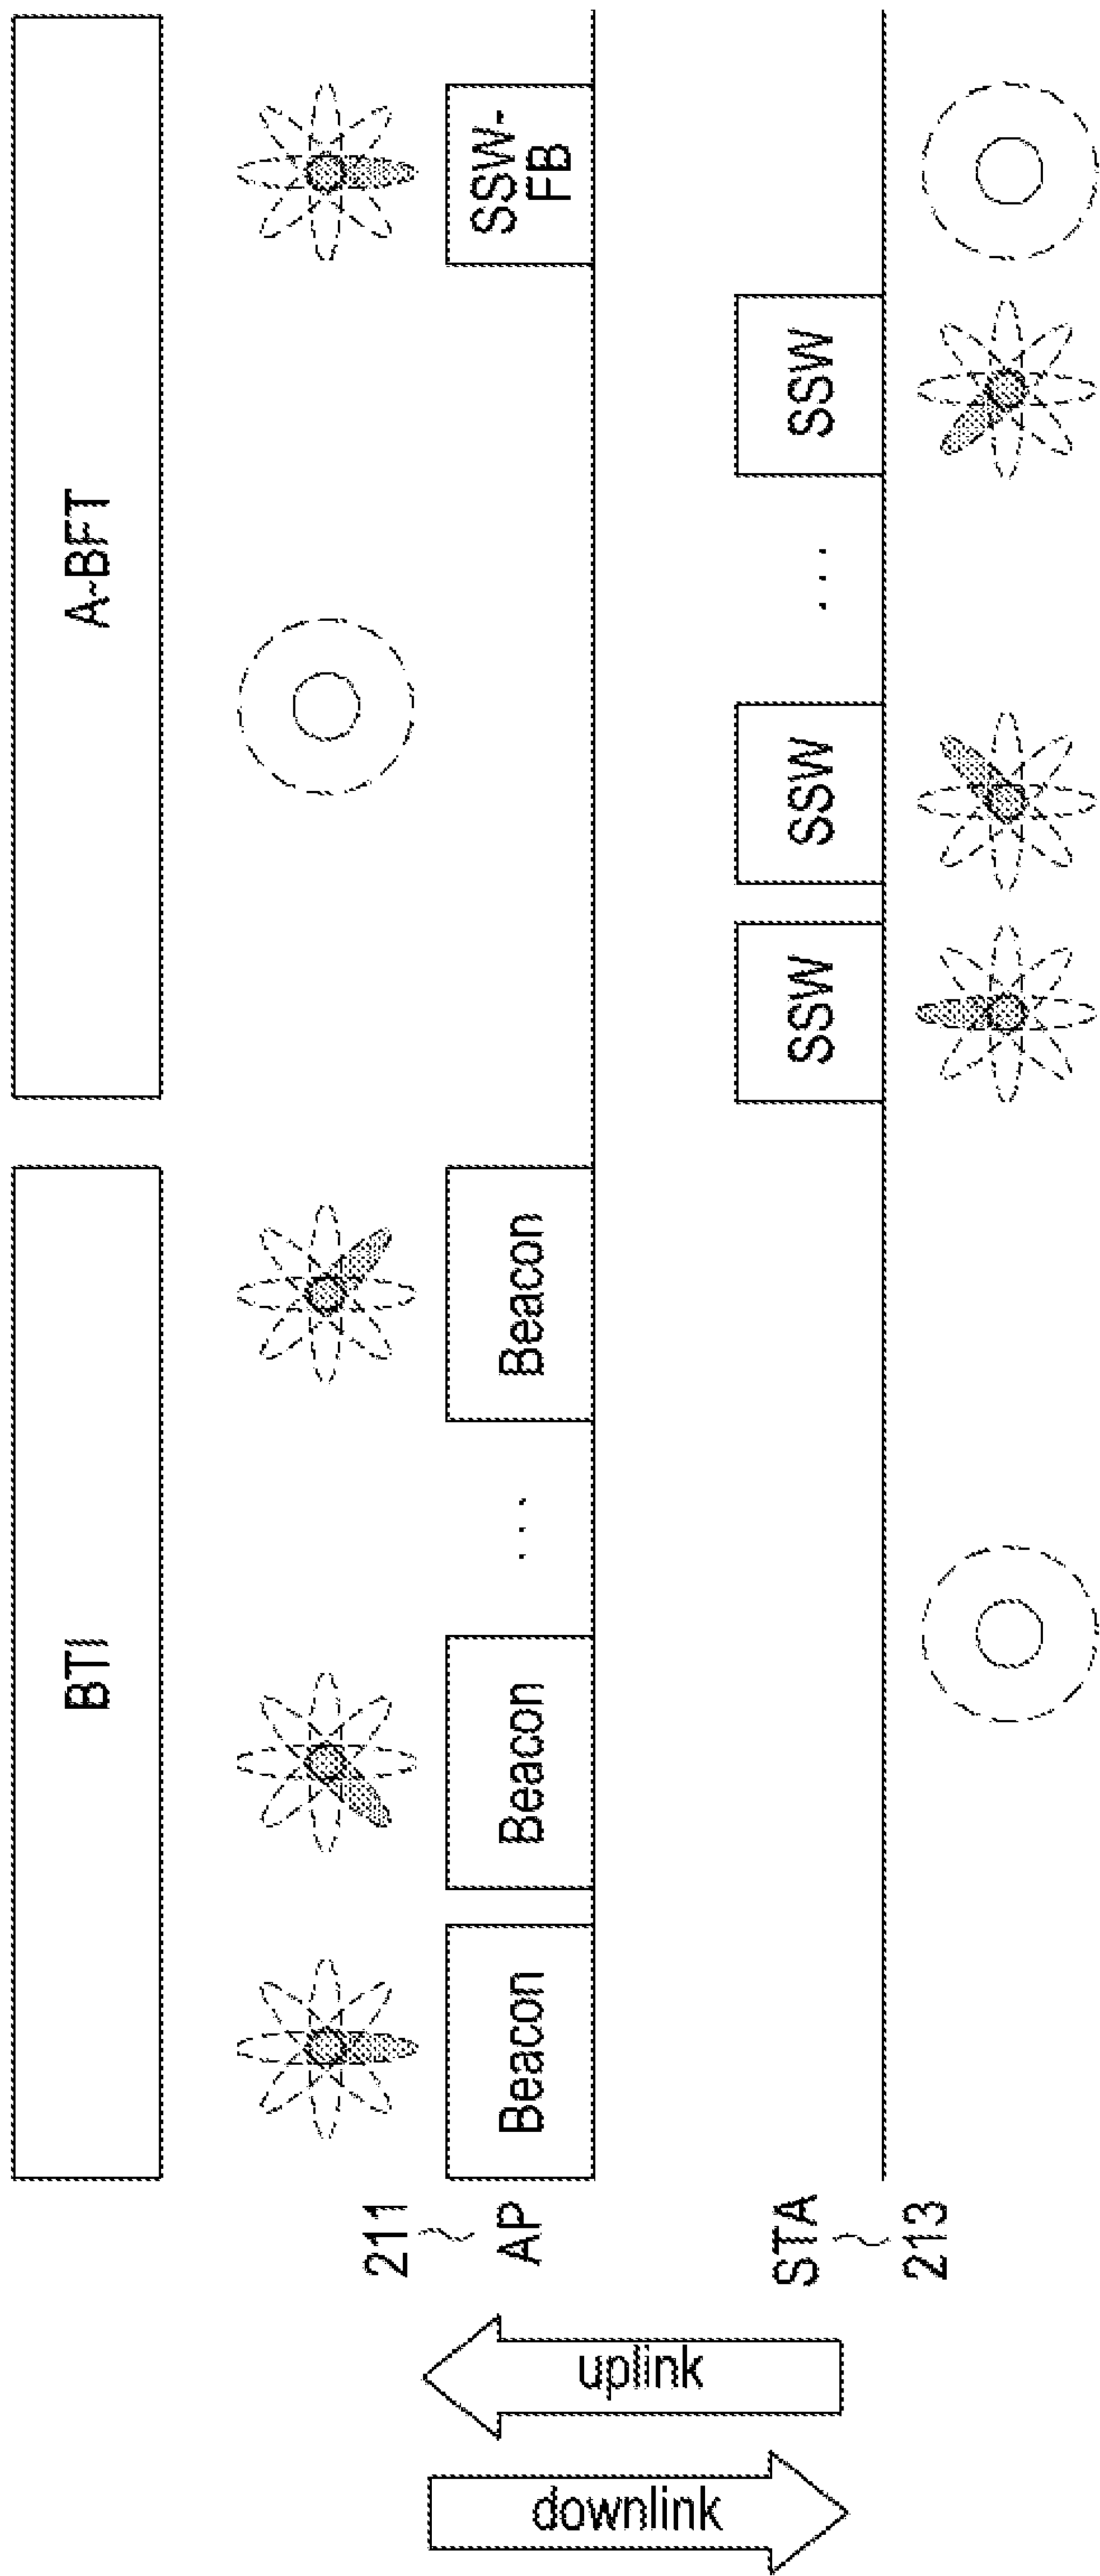 BTI
A-BFT
211
AP
Beacon
Beacon
...
Beacon
SSW-
FB
STA
213
SSW
SSW
...
SSW
downlink
uplink